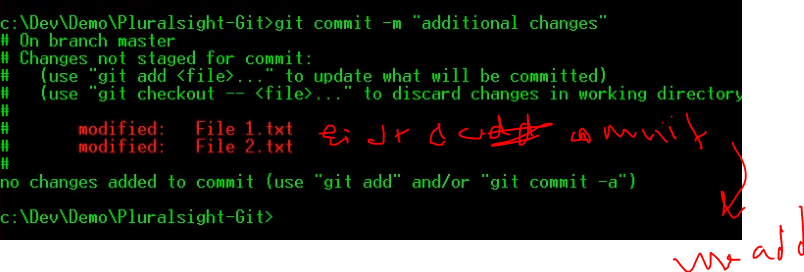 c:\Dev\Demo\Pluralsight-Git>git commit -m "additional changes"
# On branch master
# Changes not staged for commit:
#   (use "git add <file>..." to update what will be committed)
#   (use "git checkout -- <file>..." to discard changes in working directory
#
#       modified:   File 1.txt
#       modified:   File 2.txt
#
no changes added to commit (use "git add" and/or "git commit -a")
c:\Dev\Demo\Pluralsight-Git>
add